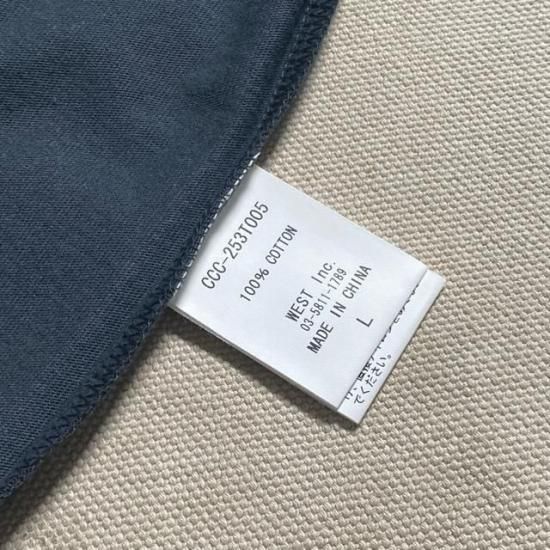 CCC-253T005
100% COTTON
WEST Inc.
03-5811-1789
MADE IN CHINA
L
でください。